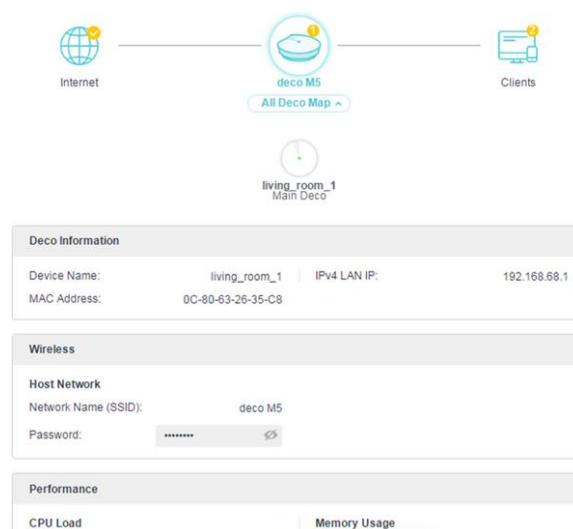 1
2
Internet
deco M5
Clients
All Deco Map
living_room_1
Main Deco
Deco Information
Device Name: living_room_1 IPv4 LAN IP: 192.168.68.1
MAC Address: 0C-80-63-26-35-C8
Wireless
Host Network
Network Name (SSID): deco M5
Password: ••••••••
Performance
CPU Load Memory Usage